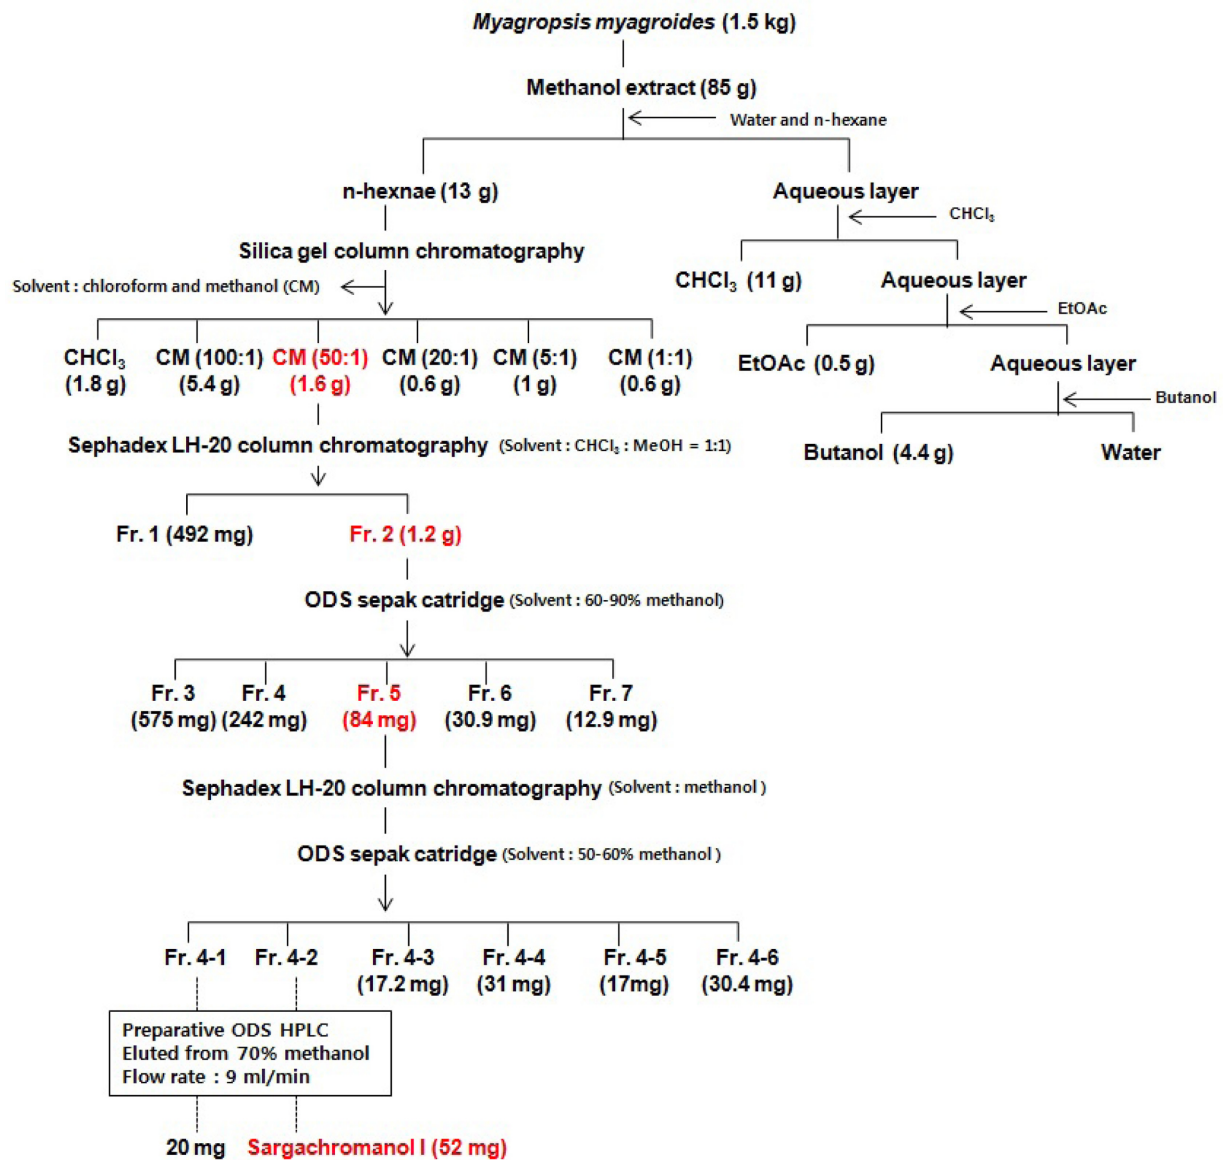 Myagropsis myagroides (1.5 kg)
Methanol extract (85 g)
Water and n-hexane
n-hexnae (13 g)
Aqueous layer
CHCl₃
Silica gel column chromatography
CHCl₃ (11 g)
Aqueous layer
Solvent : chloroform and methanol (CM)
EtOAc
CHCl₃
(1.8 g)
CM (100:1)
(5.4 g)
CM (50:1)
(1.6 g)
CM (20:1)
(0.6 g)
CM (5:1)
(1 g)
CM (1:1)
(0.6 g)
EtOAc (0.5 g)
Aqueous layer
Butanol
Butanol (4.4 g)
Water
Sephadex LH-20 column chromatography (Solvent : CHCl₃ : MeOH = 1:1)
Fr. 1 (492 mg)
Fr. 2 (1.2 g)
ODS sepak catridge (Solvent : 60-90% methanol)
Fr. 3
(575 mg)
Fr. 4
(242 mg)
Fr. 5
(84 mg)
Fr. 6
(30.9 mg)
Fr. 7
(12.9 mg)
Sephadex LH-20 column chromatography (Solvent : methanol )
ODS sepak catridge (Solvent : 50-60% methanol )
Fr. 4-1
Fr. 4-2
Fr. 4-3
(17.2 mg)
Fr. 4-4
(31 mg)
Fr. 4-5
(17mg)
Fr. 4-6
(30.4 mg)
Preparative ODS HPLC
Eluted from 70% methanol
Flow rate : 9 ml/min
20 mg
Sargachromanol I (52 mg)